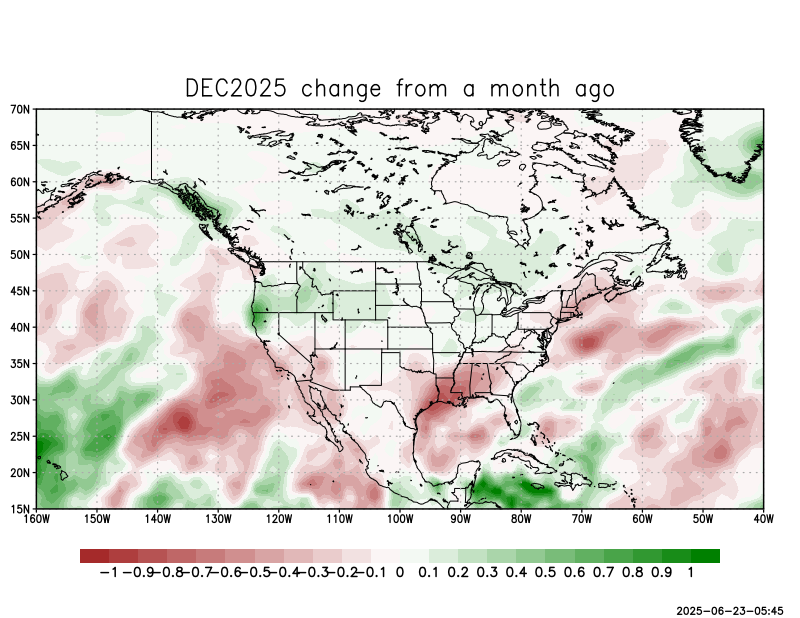 DEC2025 change from a month ago
70N
65N
60N
55N
50N
45N
40N
35N
30N
25N
20N
15N
160W 150W 140W 130W 120W 110W 100W 90W 80W 70W 60W 50W 40W
-1 -0.9 -0.8 -0.7 -0.6 -0.5 -0.4 -0.3 -0.2 -0.1 0 0.1 0.2 0.3 0.4 0.5 0.6 0.7 0.8 0.9 1
2025-06-23-05:45